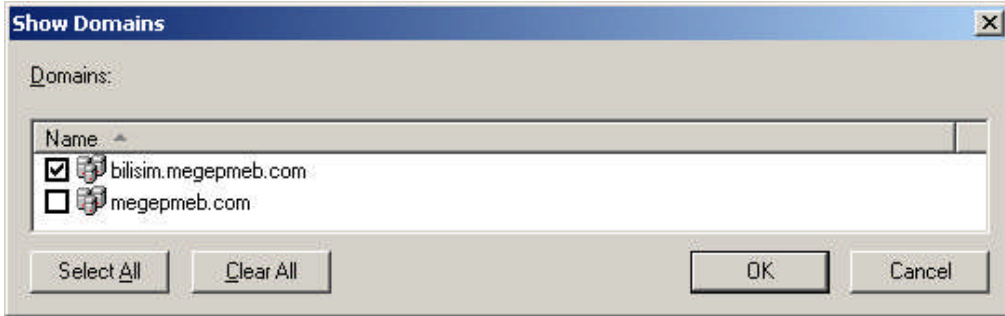 Show Domains
Domains:
Name
bilisim.megepmeb.com
megepmeb.com
Select All Clear All OK Cancel